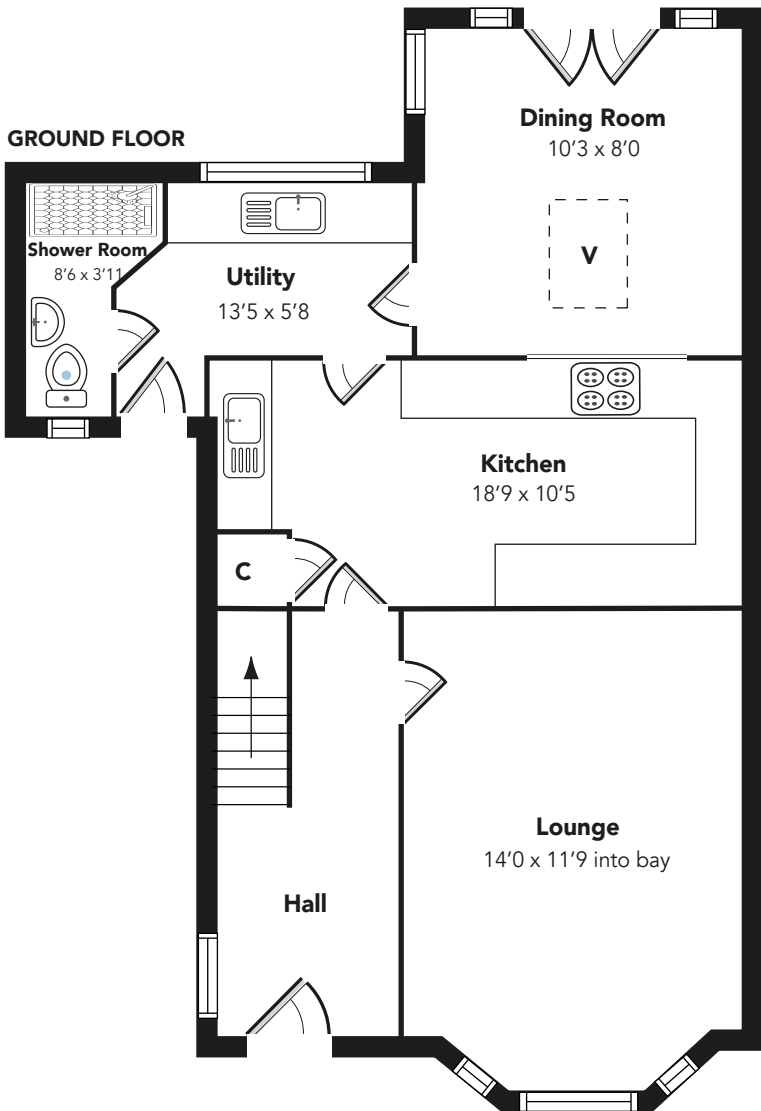 Dining Room
10'3 x 8'0
GROUND FLOOR
V
Shower Room
8'6 x 3'11
Utility
13'5 x 5'8
Kitchen
18'9 x 10'5
C
Lounge
14'0 x 11'9 into bay
Hall